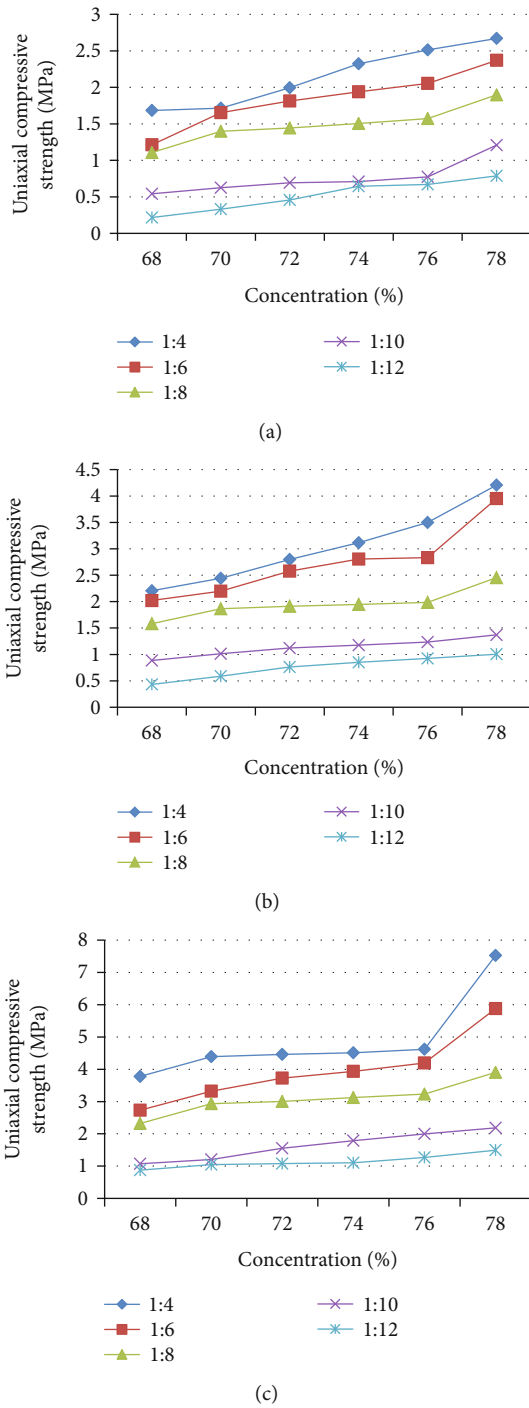 3
2.5
2
1.5
1
0.5
0
Uniaxial compressive
strength (MPa)
68 70 72 74 76 78
Concentration (%)
1:4 1:10
1:6 1:12
1:8
(a)
4.5
4
3.5
3
2.5
2
1.5
1
0.5
0
Uniaxial compressive
strength (MPa)
68 70 72 74 76 78
Concentration (%)
1:4 1:10
1:6 1:12
1:8
(b)
8
7
6
5
4
3
2
1
0
Uniaxial compressive
strength (MPa)
68 70 72 74 76 78
Concentration (%)
1:4 1:10
1:6 1:12
1:8
(c)